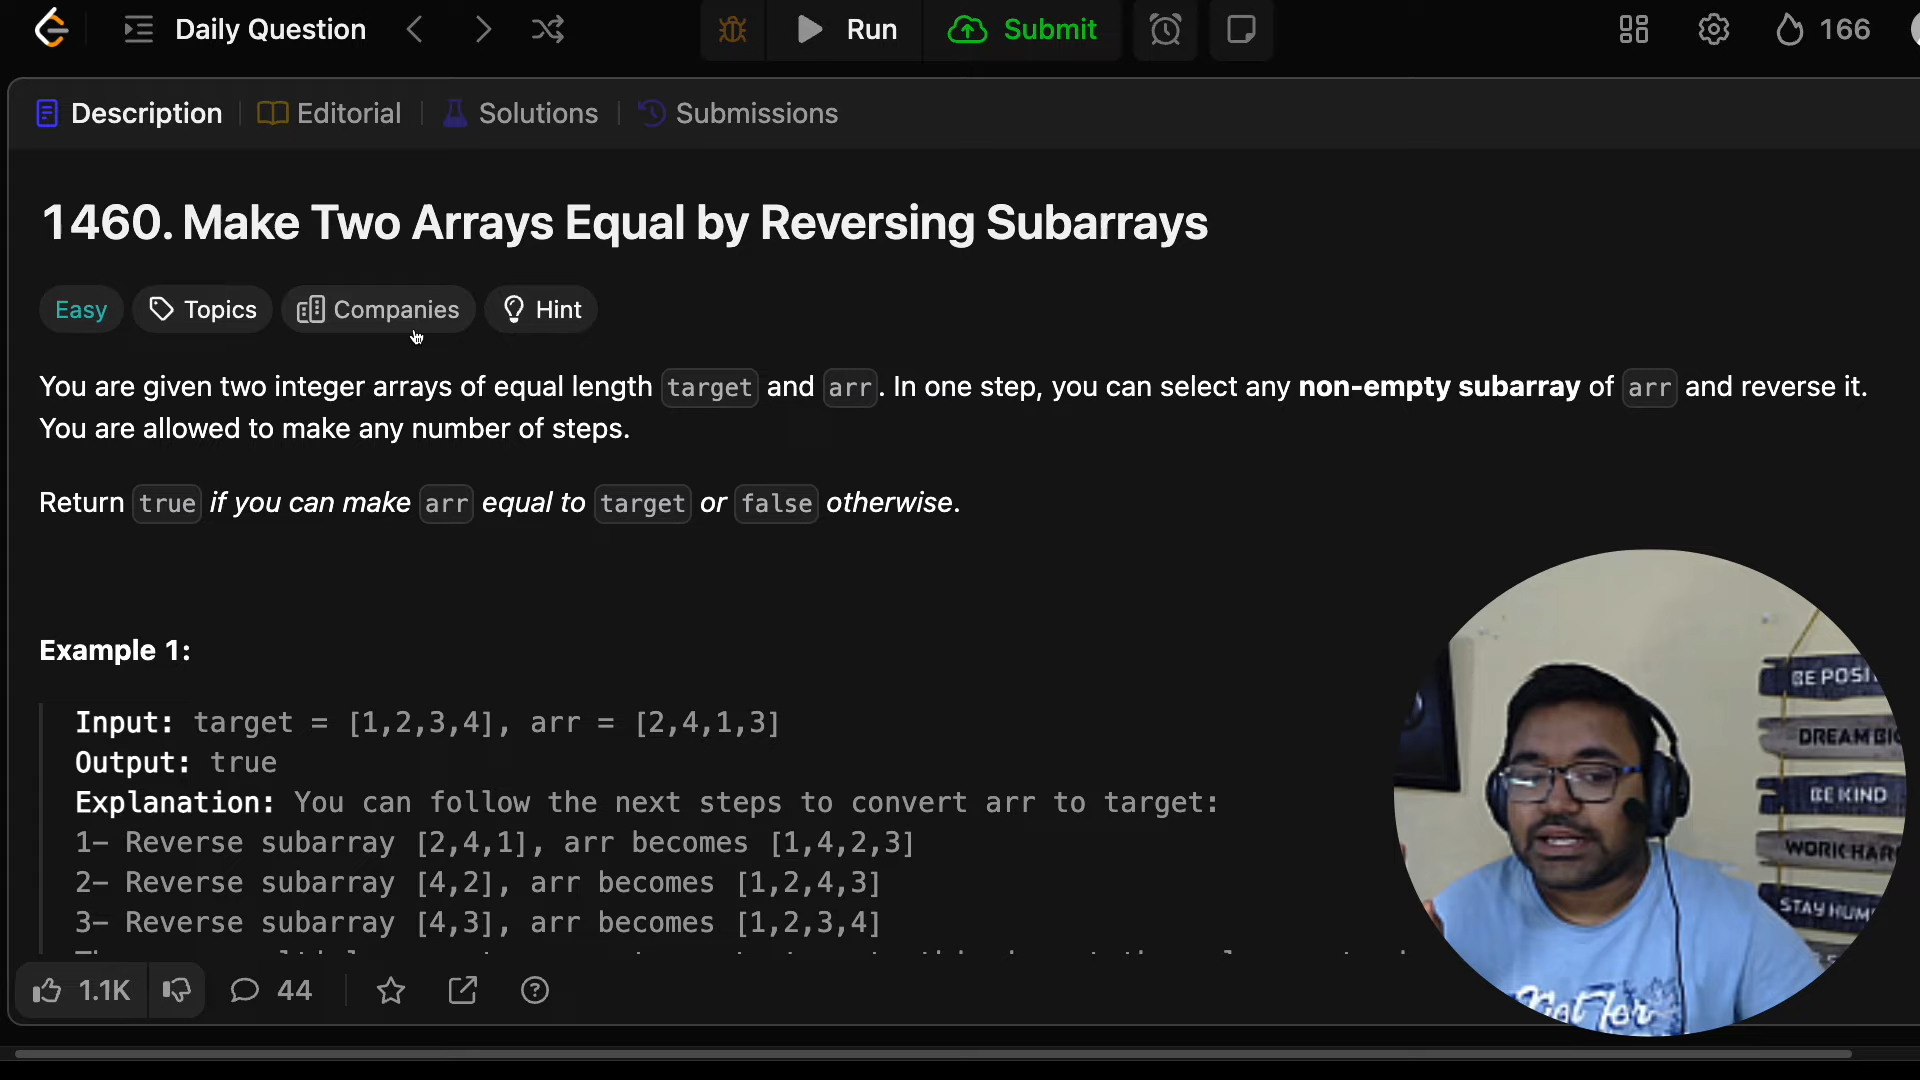 Daily Question
Run
Submit
166
Description
Editorial
Solutions
Submissions
1460. Make Two Arrays Equal by Reversing Subarrays
Easy
Topics
Companies
Hint
You are given two integer arrays of equal length target and arr. In one step, you can select any non-empty subarray of arr and reverse it.
You are allowed to make any number of steps.
Return true if you can make arr equal to target or false otherwise.
Example 1:
Input: target = [1,2,3,4], arr = [2,4,1,3]
Output: true
Explanation: You can follow the next steps to convert arr to target:
1- Reverse subarray [2,4,1], arr becomes [1,4,2,3]
2- Reverse subarray [4,2], arr becomes [1,2,4,3]
3- Reverse subarray [4,3], arr becomes [1,2,3,4]
1.1K
44
BE POSI
DREAM BIG
BE KIND
WORK HAR
STAY HUM